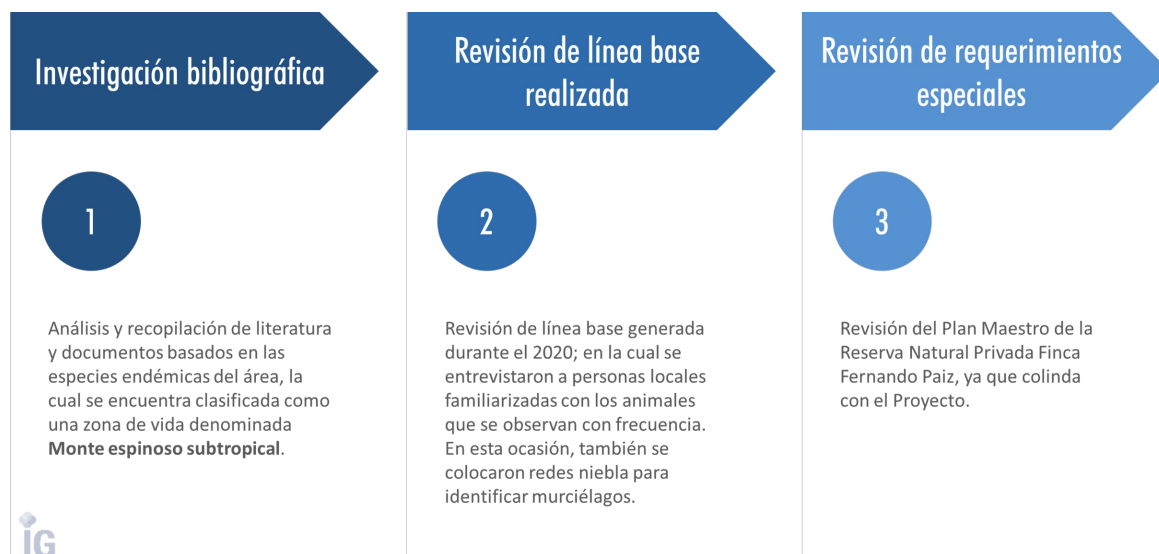 Investigación bibliográfica
1
Análisis y recopilación de literatura
y documentos basados en las
especies endémicas del área, la
cual se encuentra clasificada como
una zona de vida denominada
Monte espinoso subtropical.
Revisión de línea base
realizada
2
Revisión de línea base generada
durante el 2020; en la cual se
entrevistaron a personas locales
familiarizadas con los animales
que se observan con frecuencia.
En esta ocasión, también se
colocaron redes niebla para
identificar murciélagos.
Revisión de requerimientos
especiales
3
Revisión del Plan Maestro de la
Reserva Natural Privada Finca
Fernando Paiz, ya que colinda
con el Proyecto.
iG